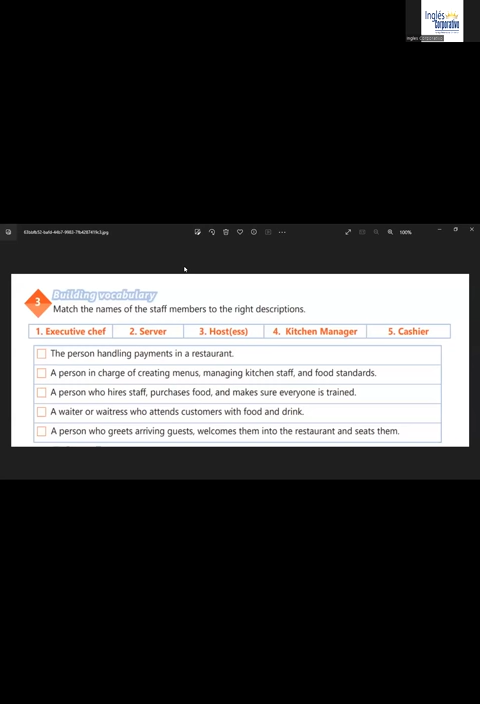 Inglés
Corporativo
Inglés Corporativo
100%
3
Building vocabulary
Match the names of the staff members to the right descriptions.
1. Executive chef 2. Server 3. Host(ess) 4. Kitchen Manager 5. Cashier
The person handling payments in a restaurant.
A person in charge of creating menus, managing kitchen staff, and food standards.
A person who hires staff, purchases food, and makes sure everyone is trained.
A waiter or waitress who attends customers with food and drink.
A person who greets arriving guests, welcomes them into the restaurant and seats them.